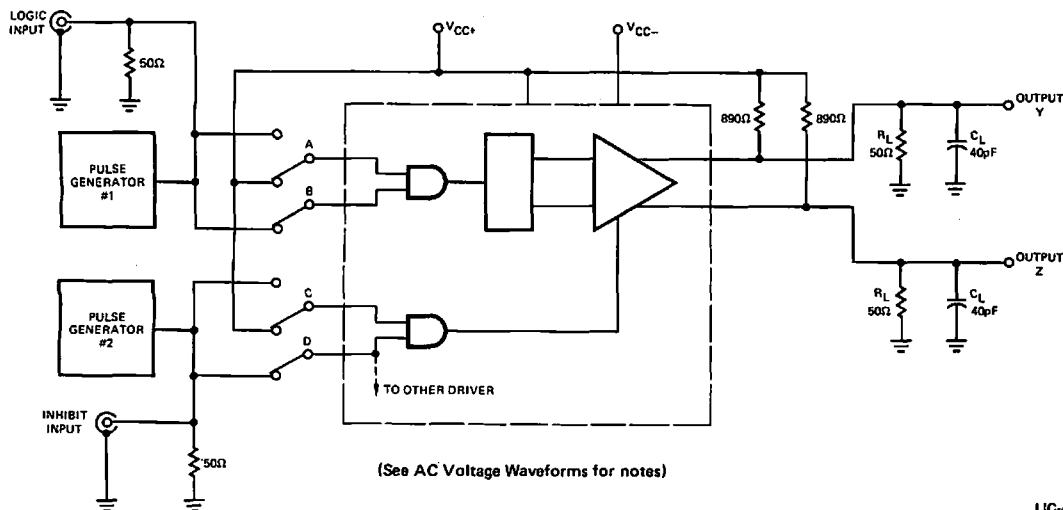 LOGIC
INPUT
50Ω
VCC+
VCC−
890Ω
890Ω
OUTPUT
Y
RL
50Ω
CL
40pF
PULSE
GENERATOR
#1
A
B
PULSE
GENERATOR
#2
C
D
TO OTHER DRIVER
OUTPUT
Z
RL
50Ω
CL
40pF
INHIBIT
INPUT
50Ω
(See AC Voltage Waveforms for notes)